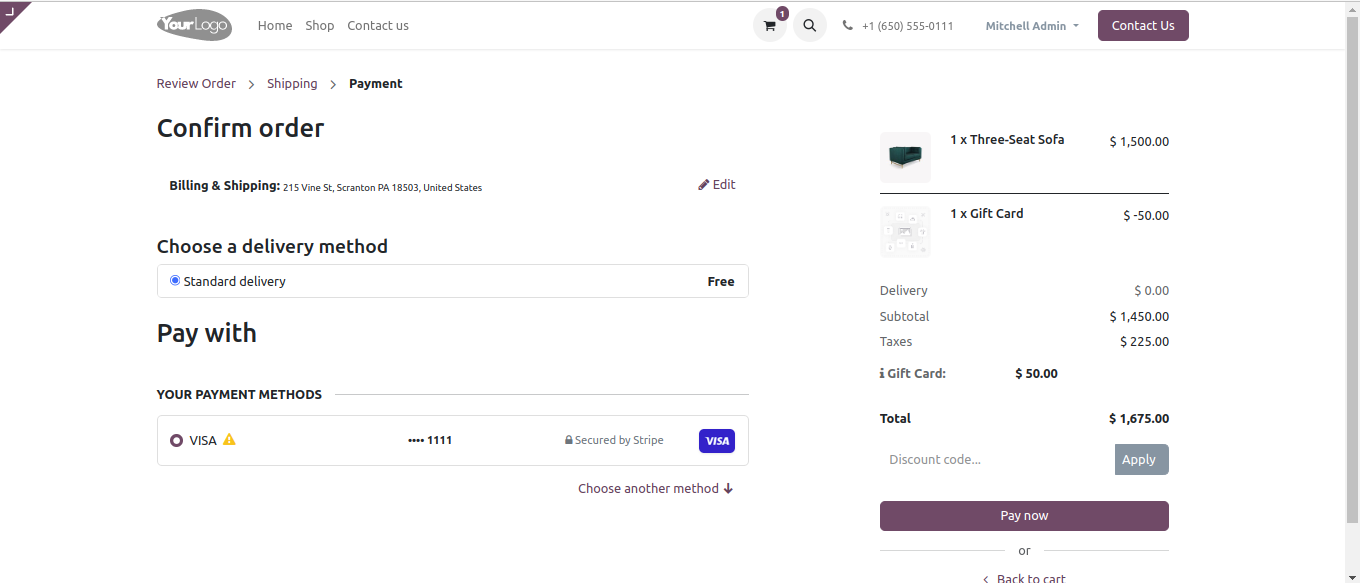 YourLogo
Home Shop Contact us
1
+1 (650) 555-0111
Mitchell Admin
Contact Us
Review Order > Shipping > Payment
Confirm order
Billing & Shipping: 215 Vine St, Scranton PA 18503, United States
Edit
Choose a delivery method
Standard delivery Free
Pay with
YOUR PAYMENT METHODS
VISA •••• 1111 Secured by Stripe VISA
Choose another method
1 x Three-Seat Sofa $ 1,500.00
1 x Gift Card $ -50.00
Delivery $ 0.00
Subtotal $ 1,450.00
Taxes $ 225.00
Gift Card: $ 50.00
Total $ 1,675.00
Discount code... Apply
Pay now
or
Back to cart